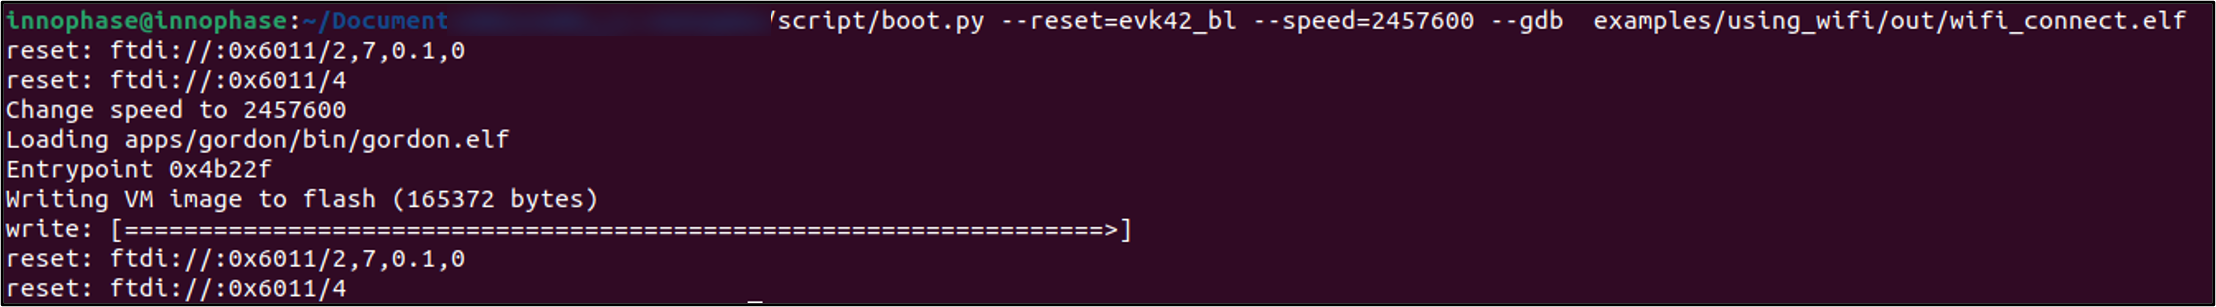 innophase@innophase:~/Document /script/boot.py --reset=evk42_bl --speed=2457600 --gdb  examples/using_wifi/out/wifi_connect.elf
reset: ftdi://:0x6011/2,7,0.1,0
reset: ftdi://:0x6011/4
Change speed to 2457600
Loading apps/gordon/bin/gordon.elf
Entrypoint 0x4b22f
Writing VM image to flash (165372 bytes)
write: [==================================================================>]
reset: ftdi://:0x6011/2,7,0.1,0
reset: ftdi://:0x6011/4